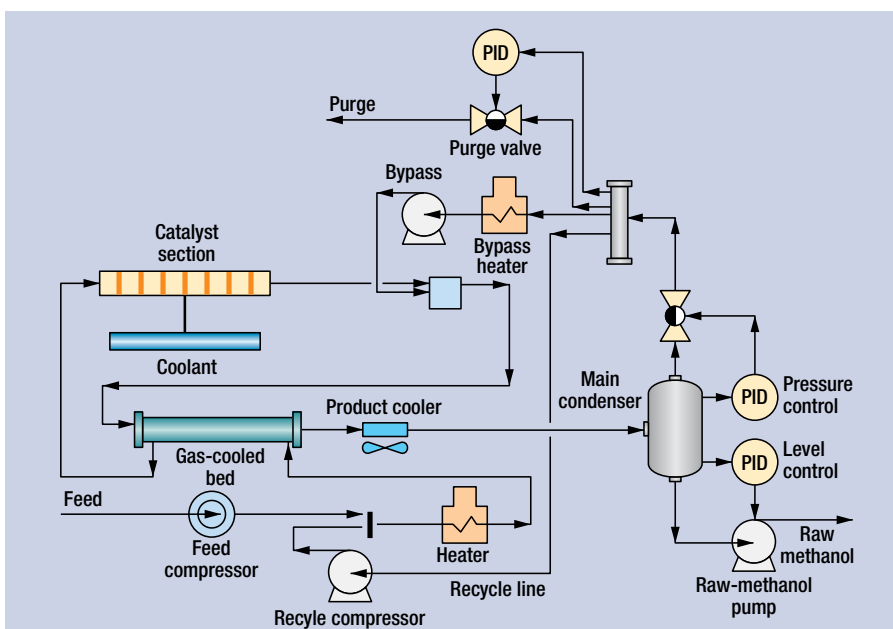 PID
Purge
Purge valve
Bypass
Bypass
heater
Catalyst
section
Coolant
Main
condenser
PID
Pressure
control
Product cooler
PID
Level
control
Gas-cooled
bed
Feed
Feed
compressor
Heater
Recycle line
Raw
methanol
Raw-methanol
pump
Recyle compressor